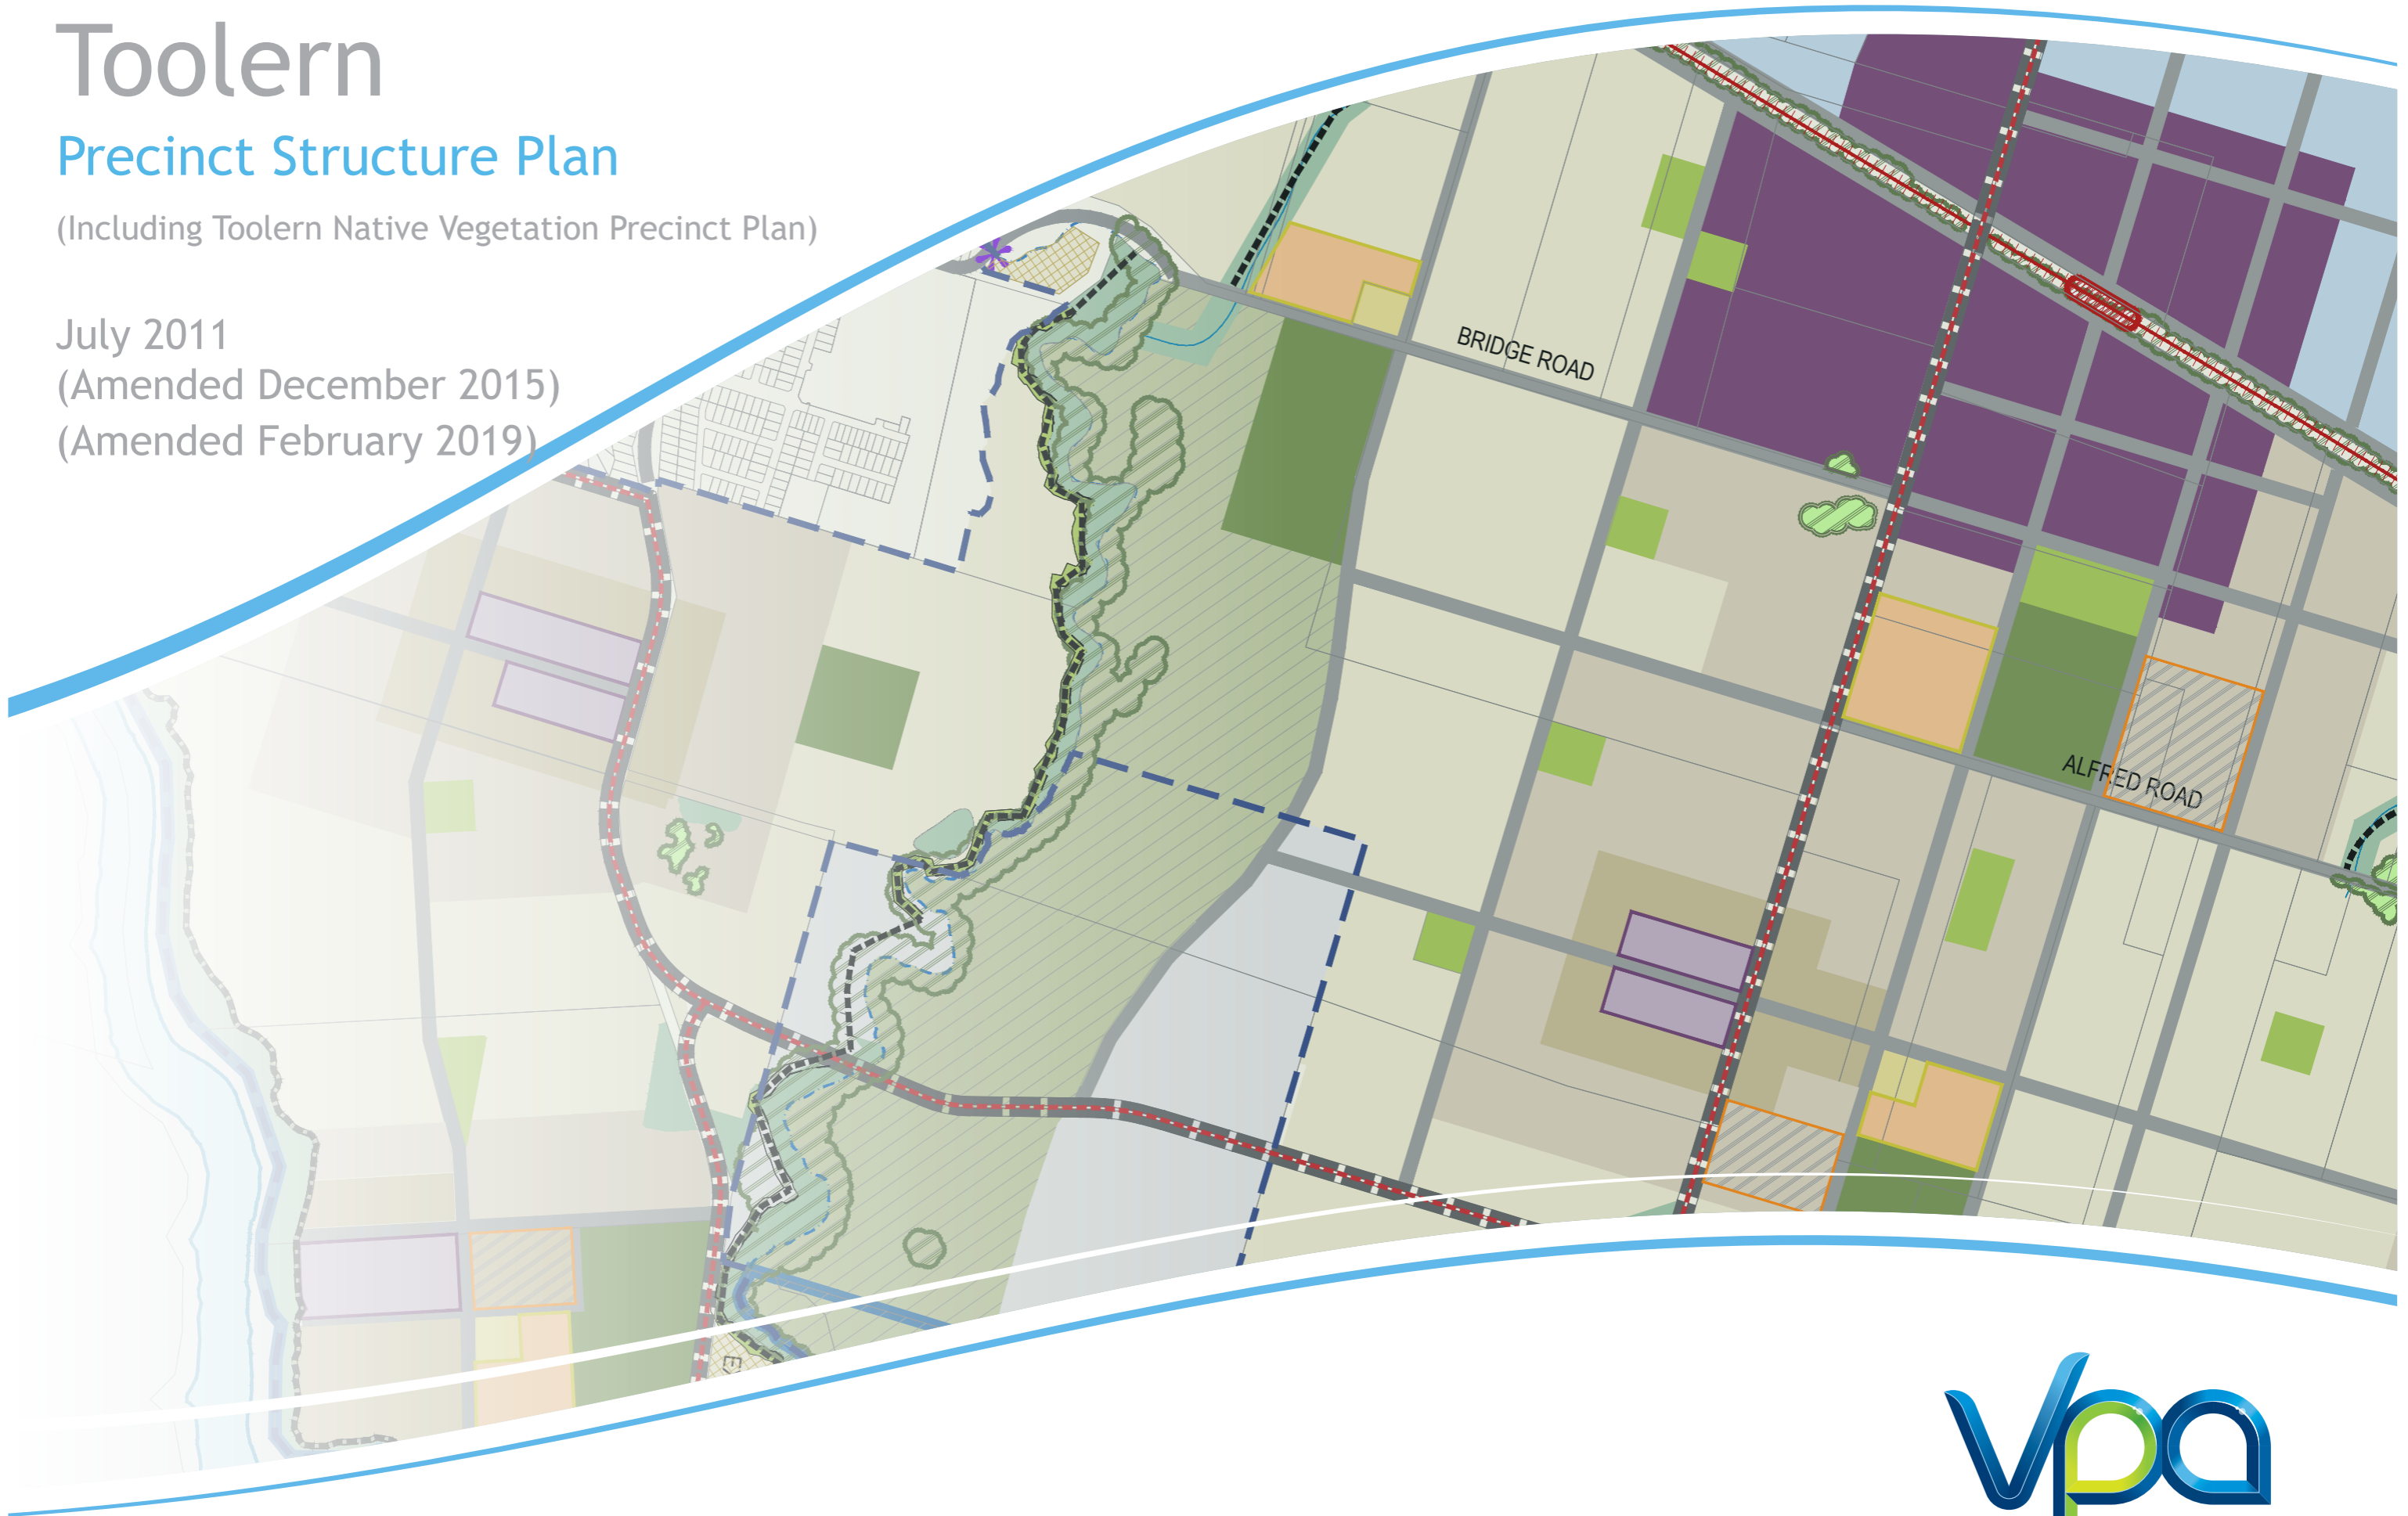 Toolern
Precinct Structure Plan
(Including Toolern Native Vegetation Precinct Plan)
July 2011
(Amended December 2015)
(Amended February 2019)
BRIDGE ROAD
ALFRED ROAD
vpa